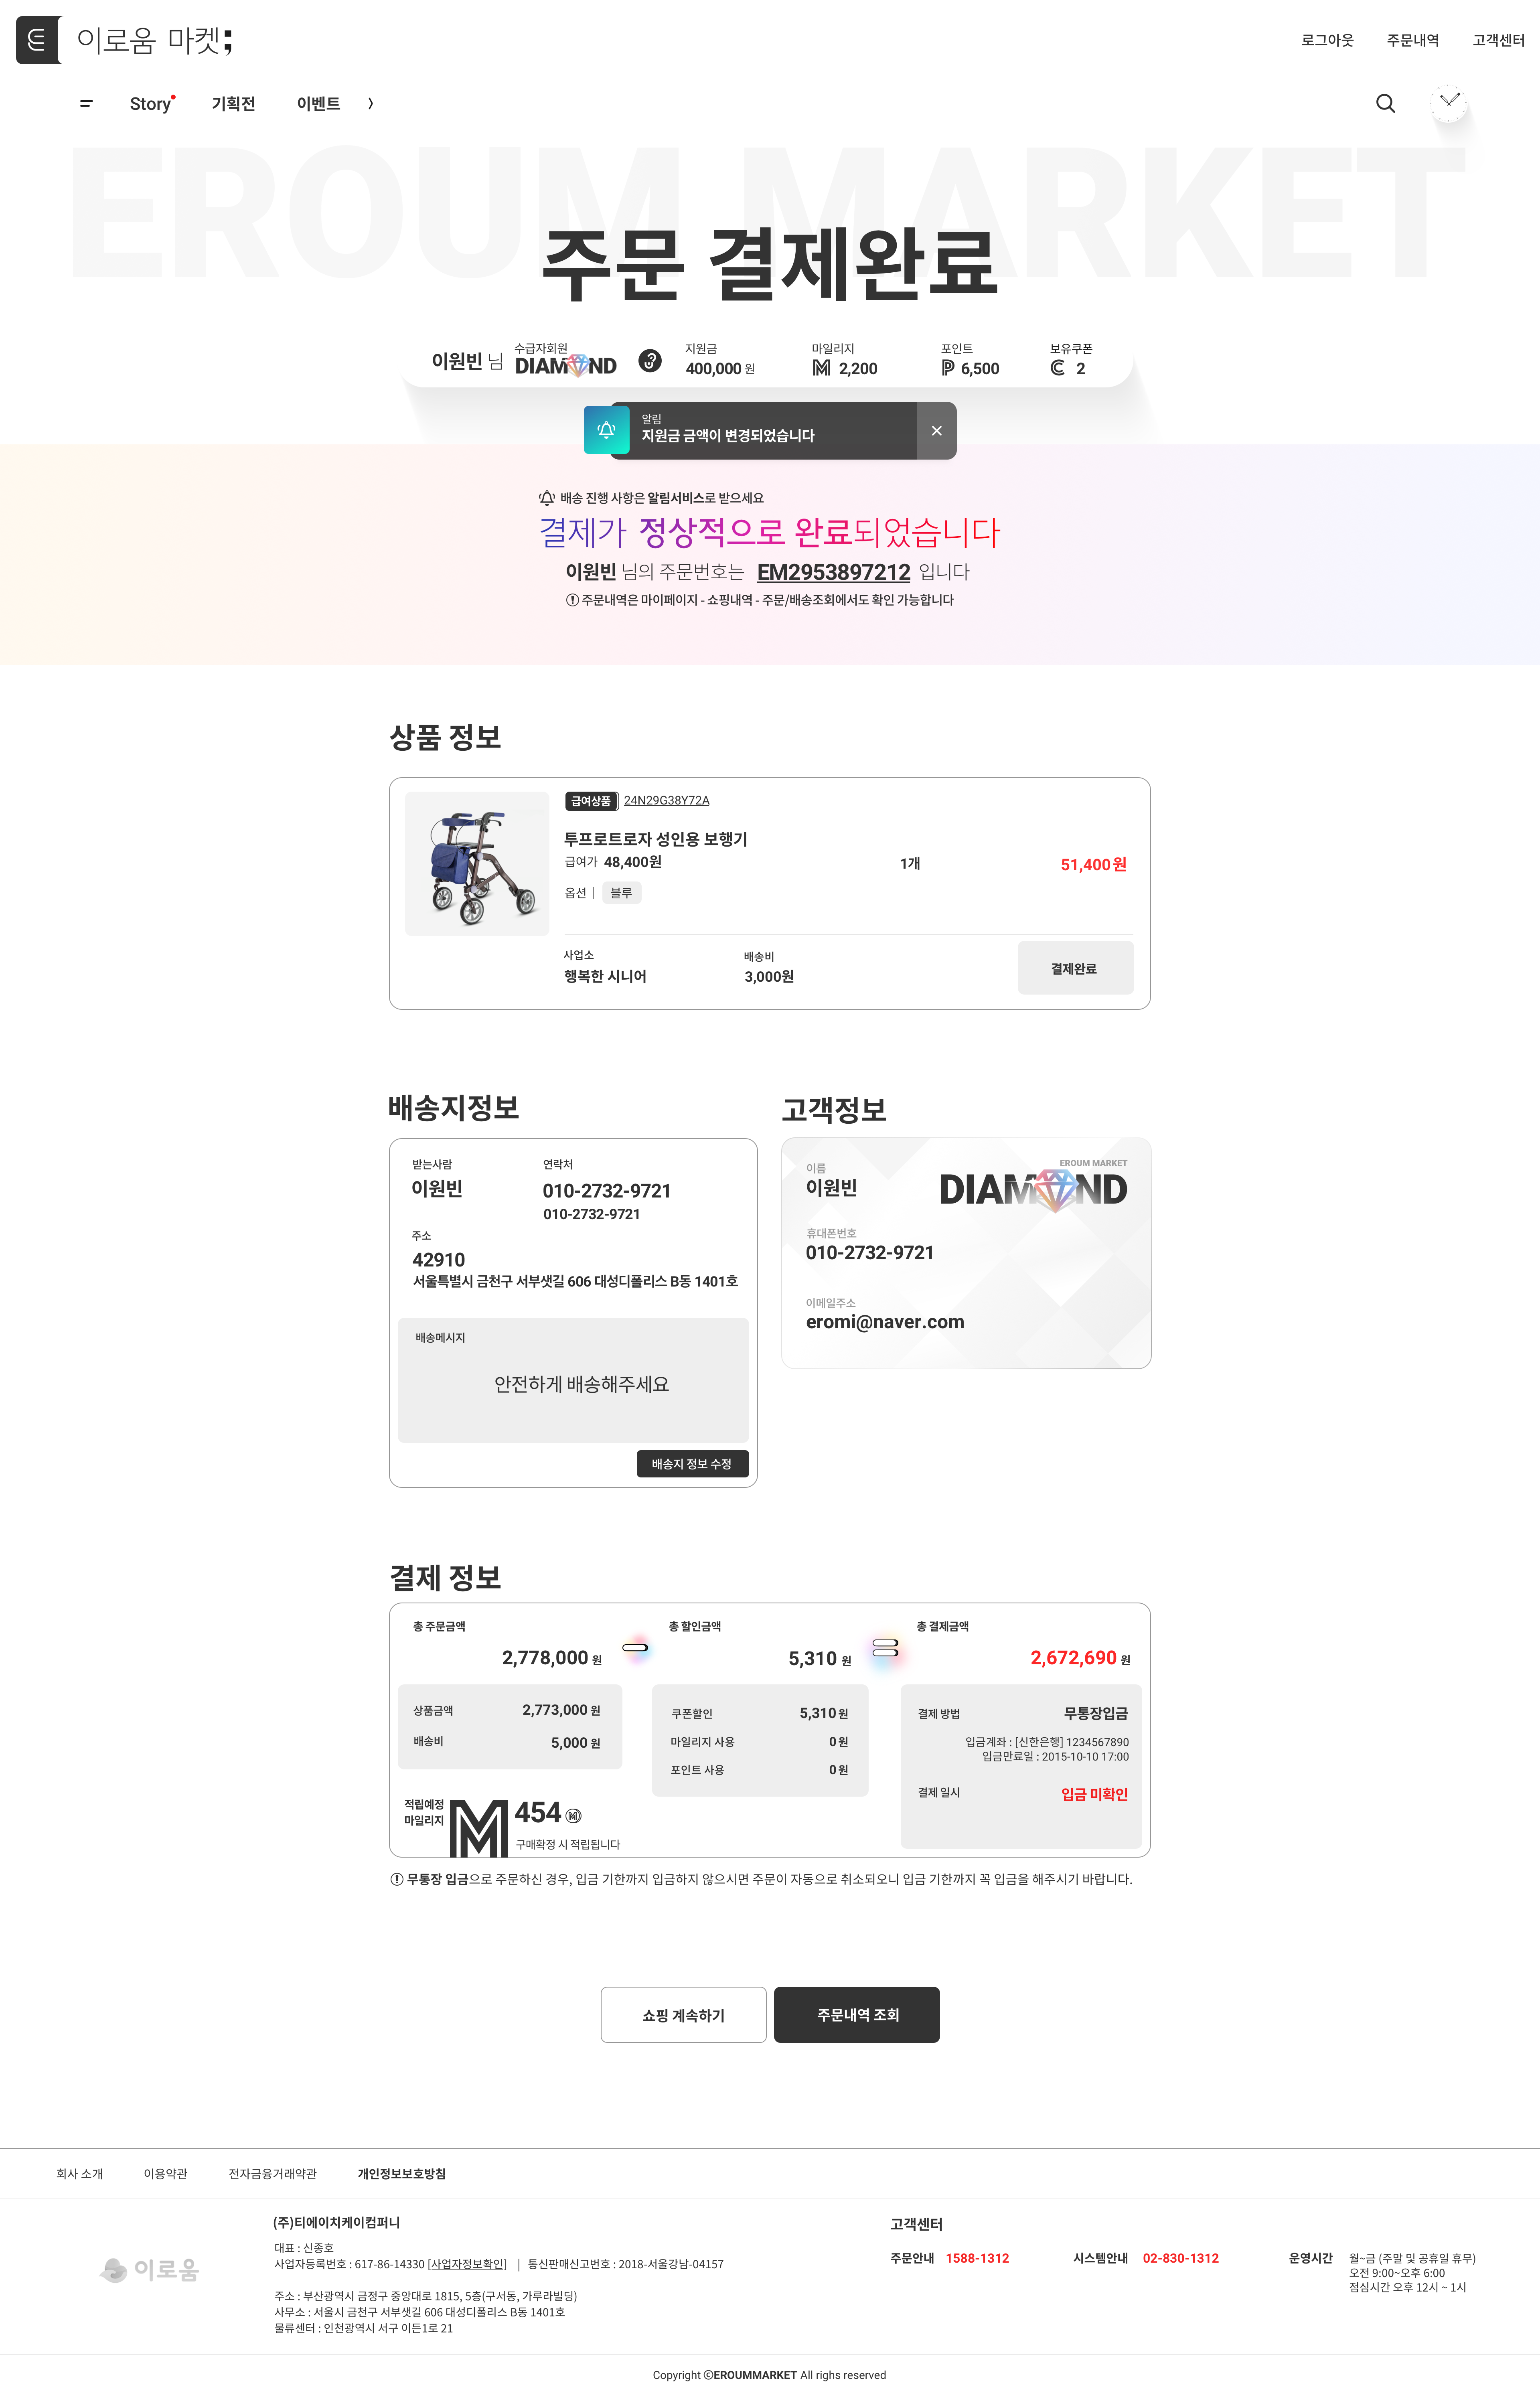 이로움 마켓;
로그아웃 주문내역 고객센터
Story 기획전 이벤트
EROUM MARKET
주문 결제완료
이원빈 님
수급자회원
DIAMOND
지원금
400,000 원
마일리지
M 2,200
포인트
P 6,500
보유쿠폰
C 2
알림
지원금 금액이 변경되었습니다
배송 진행 사항은 알림서비스로 받으세요
결제가 정상적으로 완료되었습니다
이원빈 님의 주문번호는 EM2953897212 입니다
주문내역은 마이페이지 - 쇼핑내역 - 주문/배송조회에서도 확인 가능합니다
상품 정보
급여상품 24N29G38Y72A
투프로트로자 성인용 보행기
급여가 48,400원
1개
51,400 원
옵션 | 블루
사업소
행복한 시니어
배송비
3,000원
결제완료
배송지정보
받는사람
이원빈
연락처
010-2732-9721
010-2732-9721
주소
42910
서울특별시 금천구 서부샛길 606 대성디폴리스 B동 1401호
배송메시지
안전하게 배송해주세요
배송지 정보 수정
고객정보
EROUM MARKET
DIAMOND
이름
이원빈
휴대폰번호
010-2732-9721
이메일주소
eromi@naver.com
결제 정보
총 주문금액
2,778,000 원
총 할인금액
5,310 원
총 결제금액
2,672,690 원
상품금액 2,773,000 원
배송비 5,000 원
쿠폰할인 5,310 원
마일리지 사용 0 원
포인트 사용 0 원
결제 방법 무통장입금
입금계좌 : [신한은행] 1234567890
입금만료일 : 2015-10-10 17:00
결제 일시 입금 미확인
적립예정
마일리지
M 454 M
구매확정 시 적립됩니다
무통장 입금으로 주문하신 경우, 입금 기한까지 입금하지 않으시면 주문이 자동으로 취소되오니 입금 기한까지 꼭 입금을 해주시기 바랍니다.
쇼핑 계속하기
주문내역 조회
회사 소개 이용약관 전자금융거래약관 개인정보보호방침
이로움
(주)티에이치케이컴퍼니
대표 : 신종호
사업자등록번호 : 617-86-14330 [사업자정보확인] | 통신판매신고번호 : 2018-서울강남-04157
주소 : 부산광역시 금정구 중앙대로 1815, 5층(구서동, 가루라빌딩)
사무소 : 서울시 금천구 서부샛길 606 대성디폴리스 B동 1401호
물류센터 : 인천광역시 서구 이든1로 21
고객센터
주문안내 1588-1312
시스템안내 02-830-1312
운영시간 월~금 (주말 및 공휴일 휴무)
오전 9:00~오후 6:00
점심시간 오후 12시 ~ 1시
Copyright ⓒEROUMMARKET All righs reserved